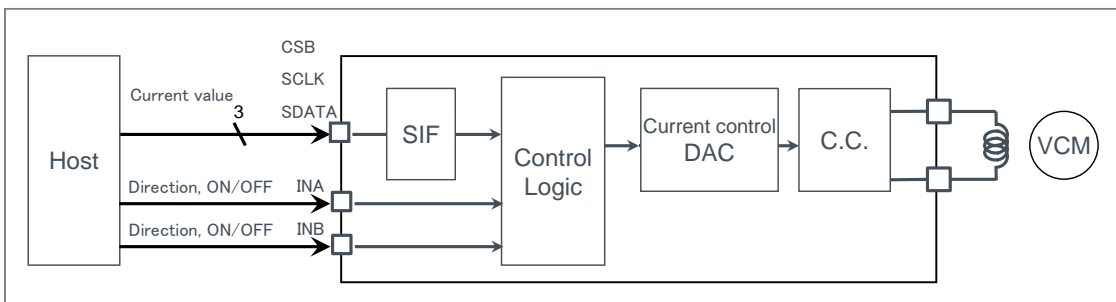 CSB
SCLK
Current value
3
SDATA
SIF
Host
Control
Logic
Current control
DAC
C.C.
VCM
Direction, ON/OFF
INA
Direction, ON/OFF
INB